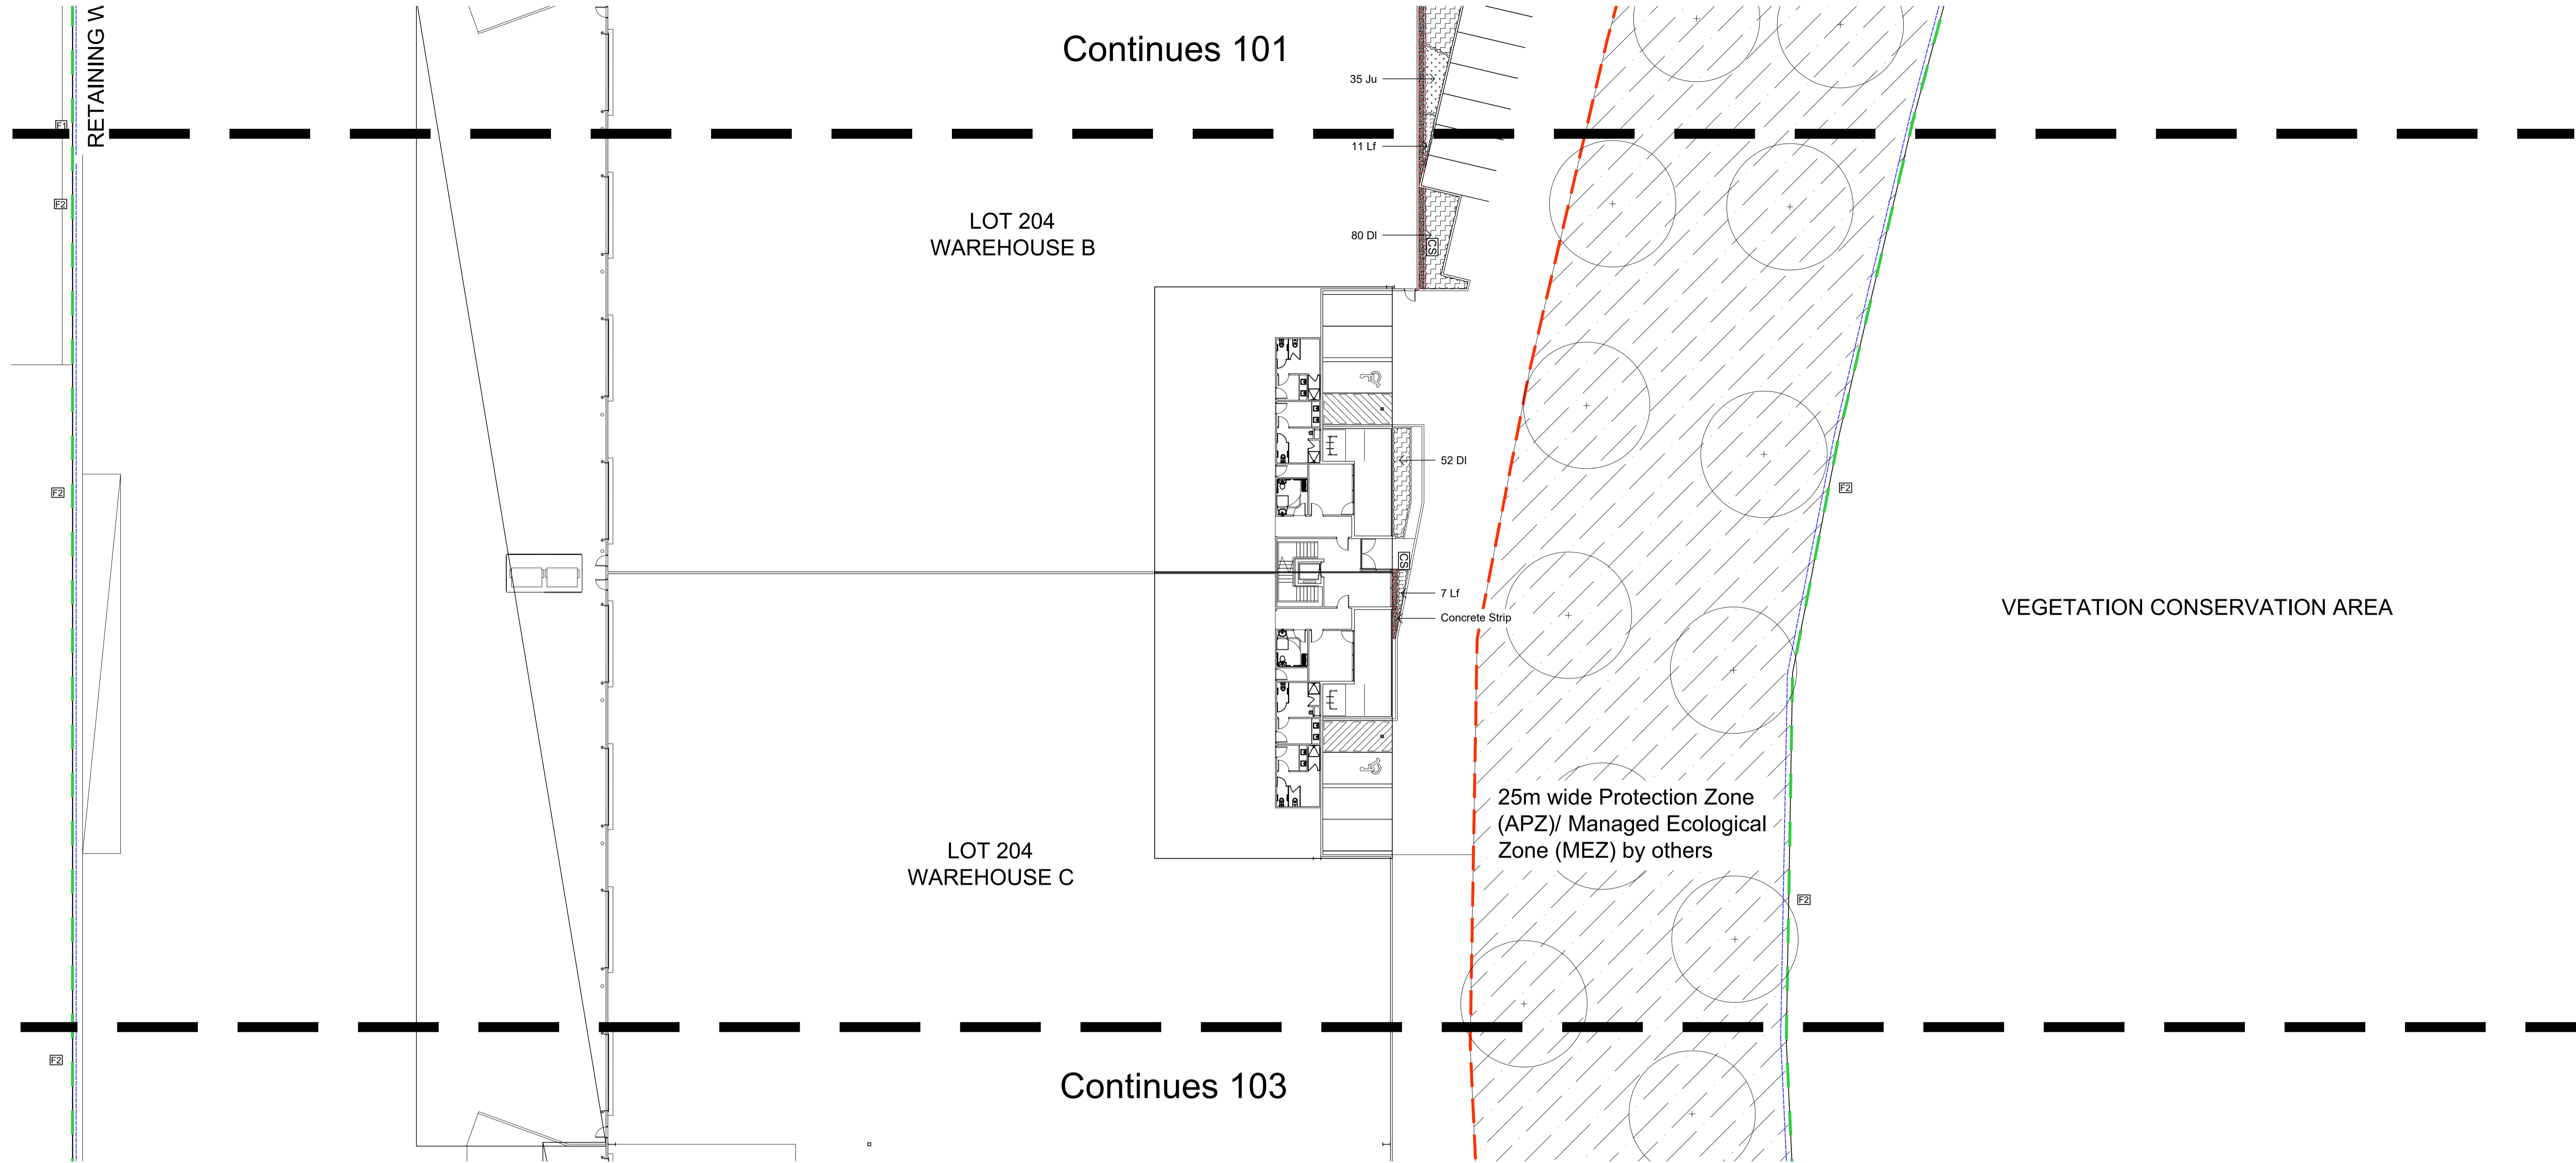 Continues 101
RETAINING W
35 Ju
F1
11 Lf
F2
LOT 204
WAREHOUSE B
80 Dl
CS
52 Dl
F2
F2
CS
7 Lf
Concrete Strip
VEGETATION CONSERVATION AREA
25m wide Protection Zone
(APZ)/ Managed Ecological
Zone (MEZ) by others
LOT 204
WAREHOUSE C
F2
F2
Continues 103